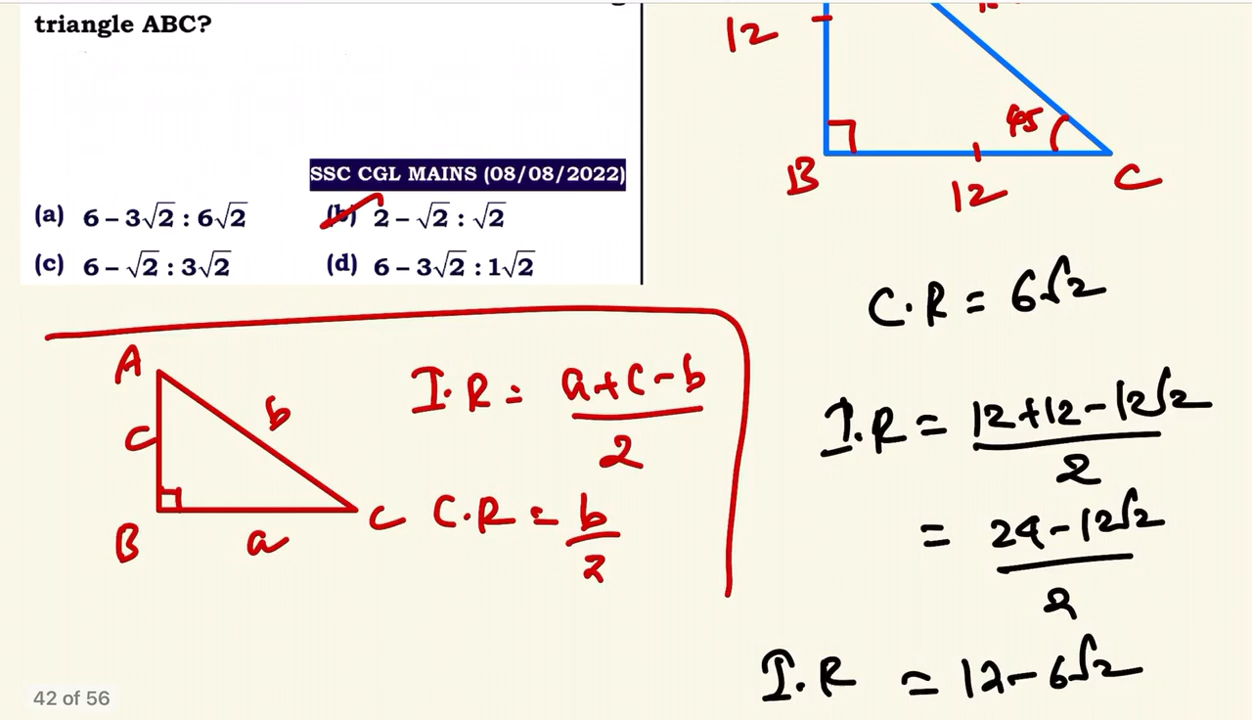 triangle ABC?
SSC CGL MAINS (08/08/2022)
(a) 6 – 3√2 : 6√2
(b) 2 – √2 : √2
(c) 6 – √2 : 3√2
(d) 6 – 3√2 : 1√2
12
45
B
12
C
C.R = 6√2
I.R = 12+12-12√2
2
= 24-12√2
2
I.R = 12-6√2
A
b
C
B
a
C
I.R = a+c-b
2
C.R = b
2
42 of 56